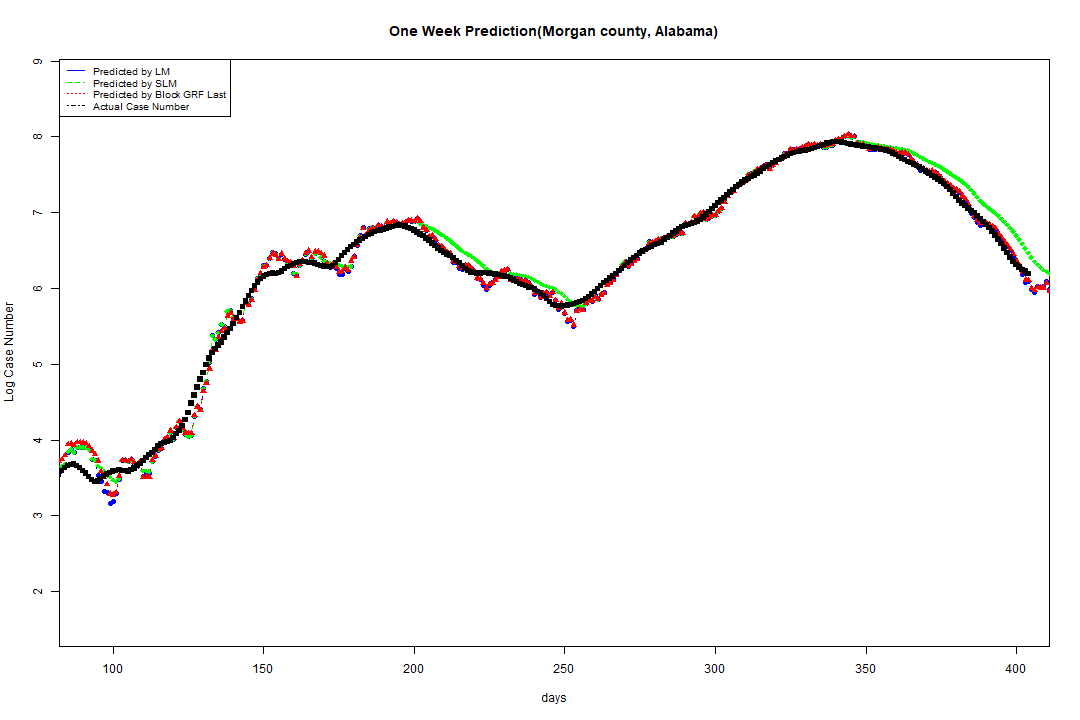 One Week Prediction(Morgan county, Alabama)
Predicted by LM
Predicted by SLM
Predicted by Block GRF Last
Actual Case Number
9
8
7
6
5
4
3
2
Log Case Number
100 150 200 250 300 350 400
days